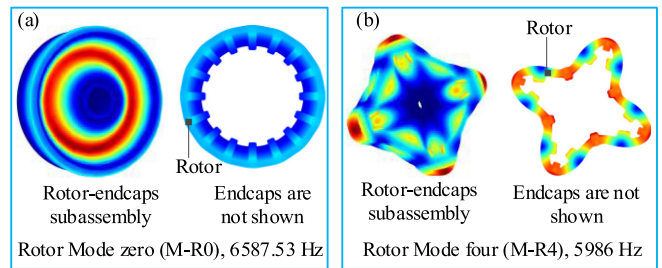 (a)
Rotor
Rotor-endcaps
subassembly
Endcaps are
not shown
Rotor Mode zero (M-R0), 6587.53 Hz
(b)
Rotor
Rotor-endcaps
subassembly
Endcaps are not
shown
Rotor Mode four (M-R4), 5986 Hz